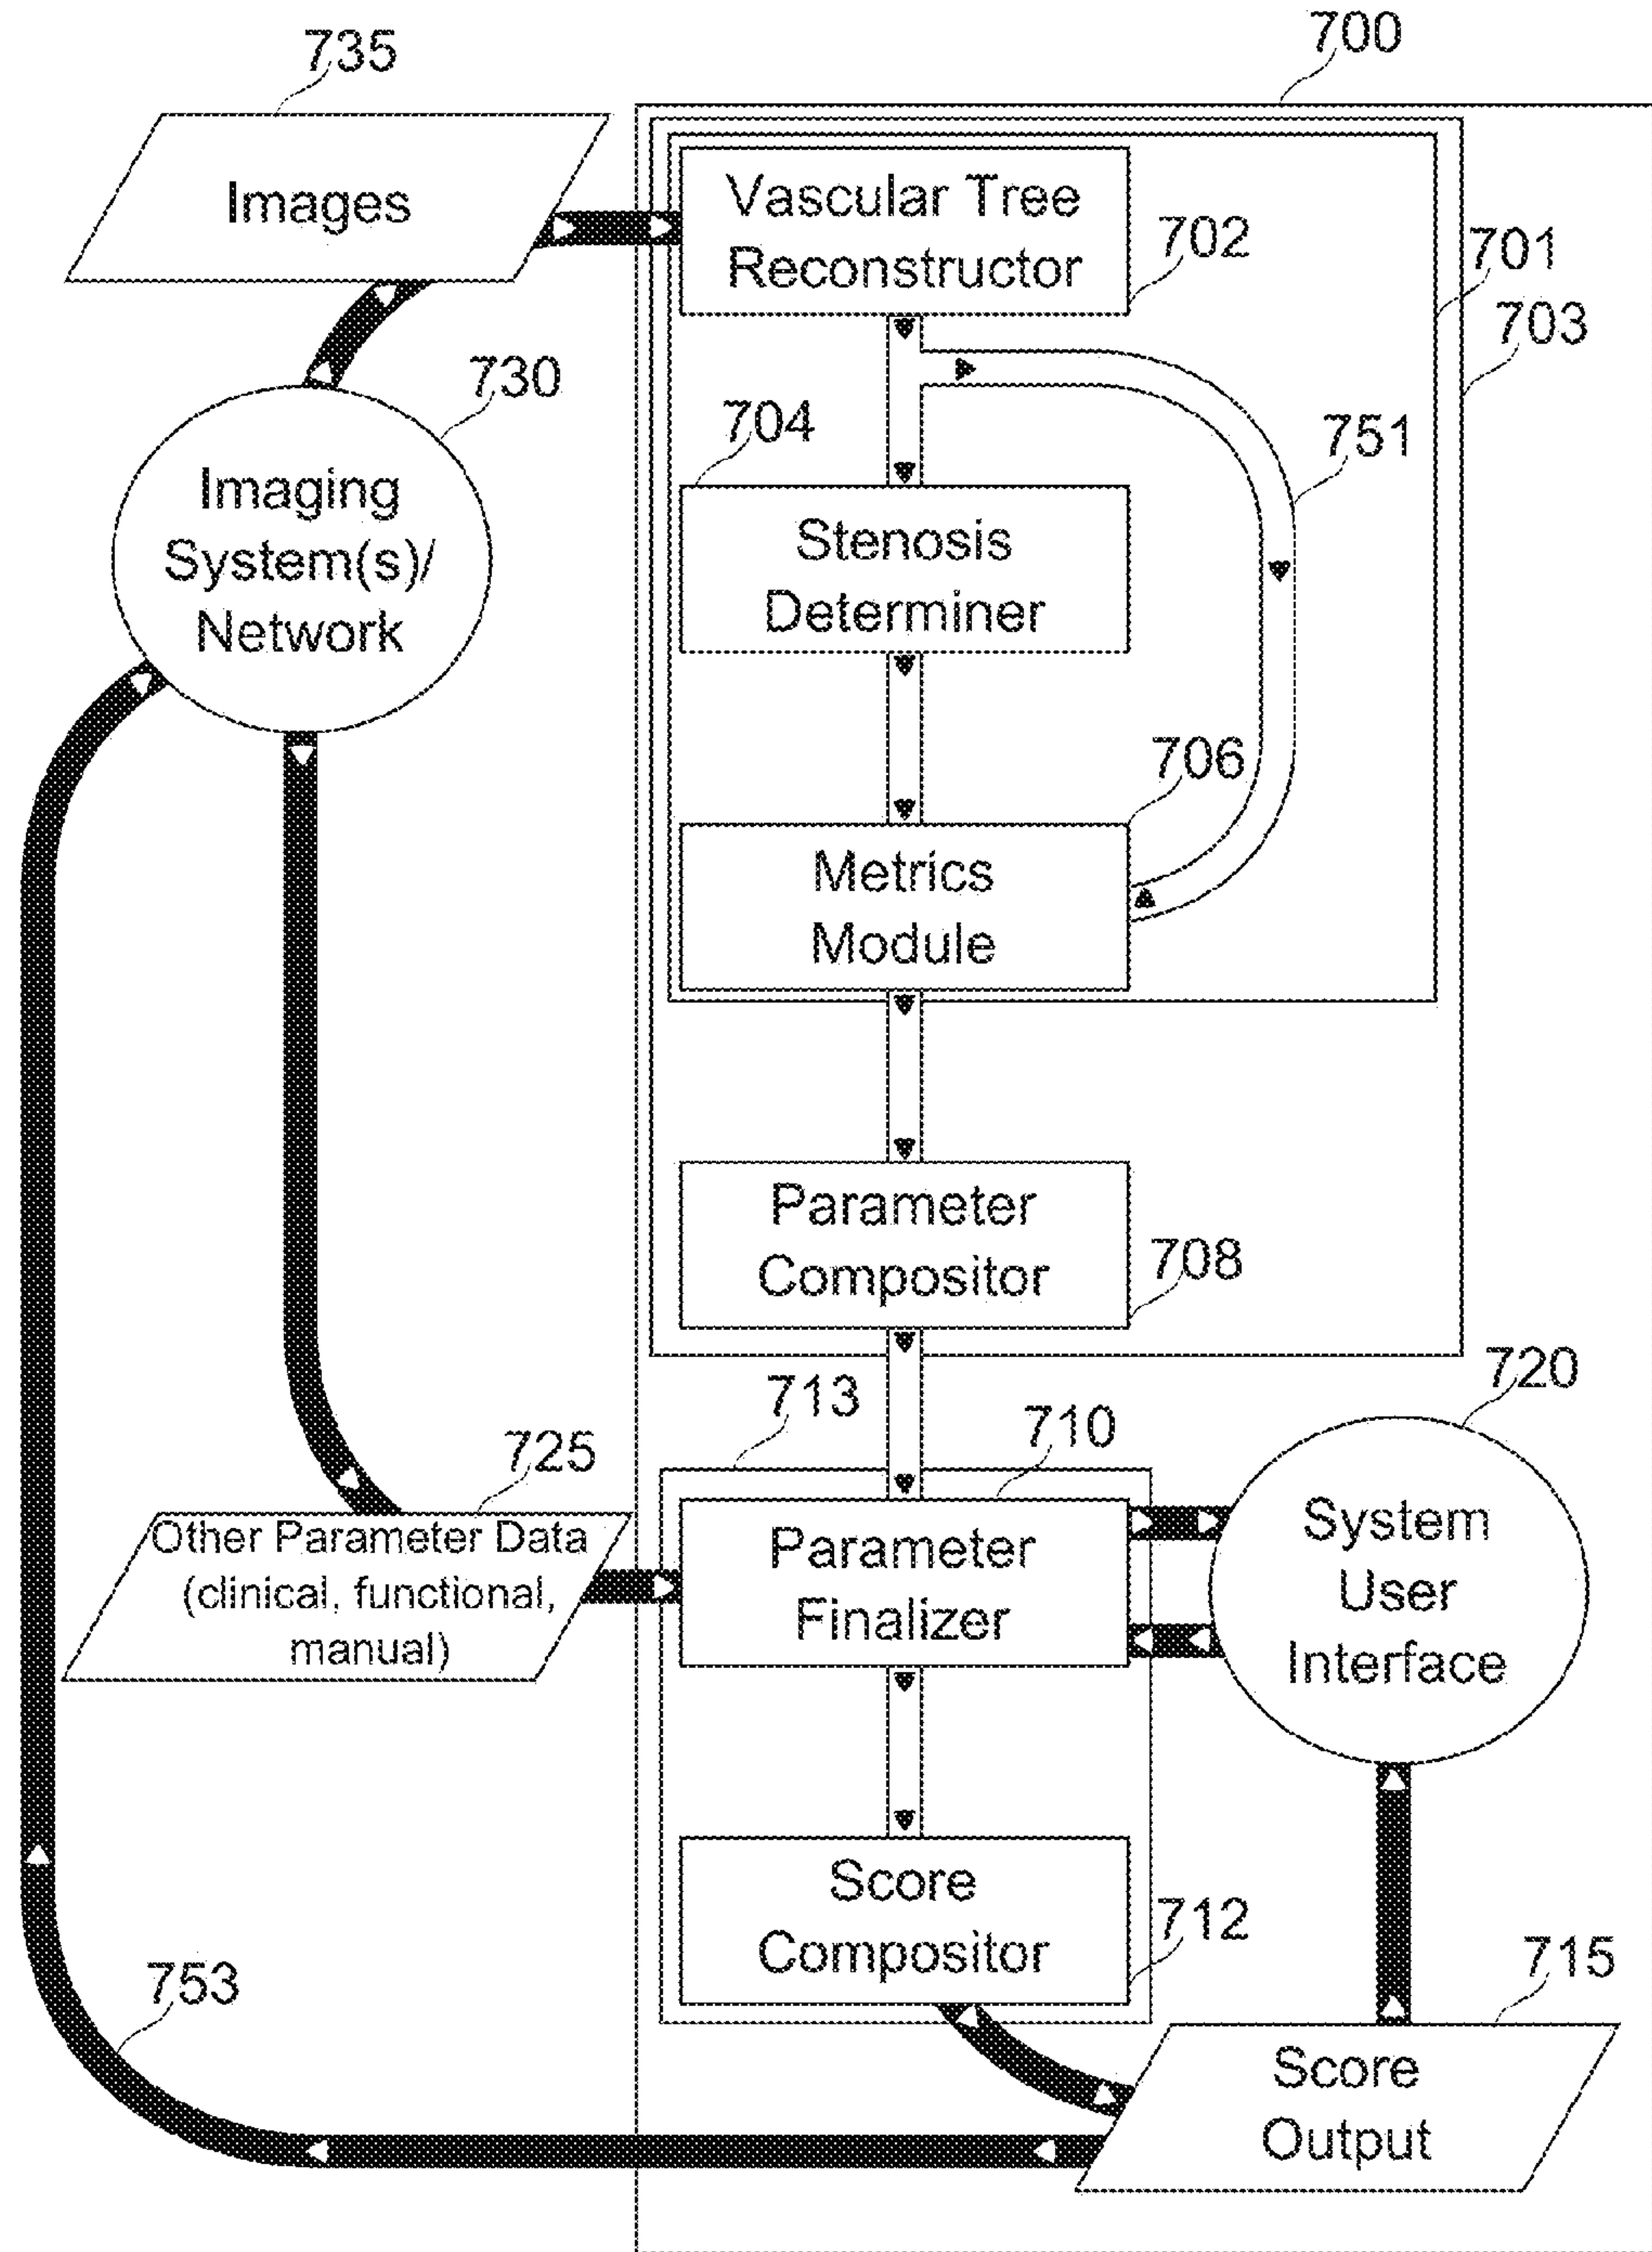 700
735
Images
Vascular Tree
Reconstructor
702
701
703
730
Imaging
System(s)/
Network
704
751
Stenosis
Determiner
706
Metrics
Module
Parameter
Compositor
708
713
710
720
725
Other Parameter Data
(clinical, functional,
manual)
Parameter
Finalizer
System
User
Interface
Score
Compositor
712
753
715
Score
Output